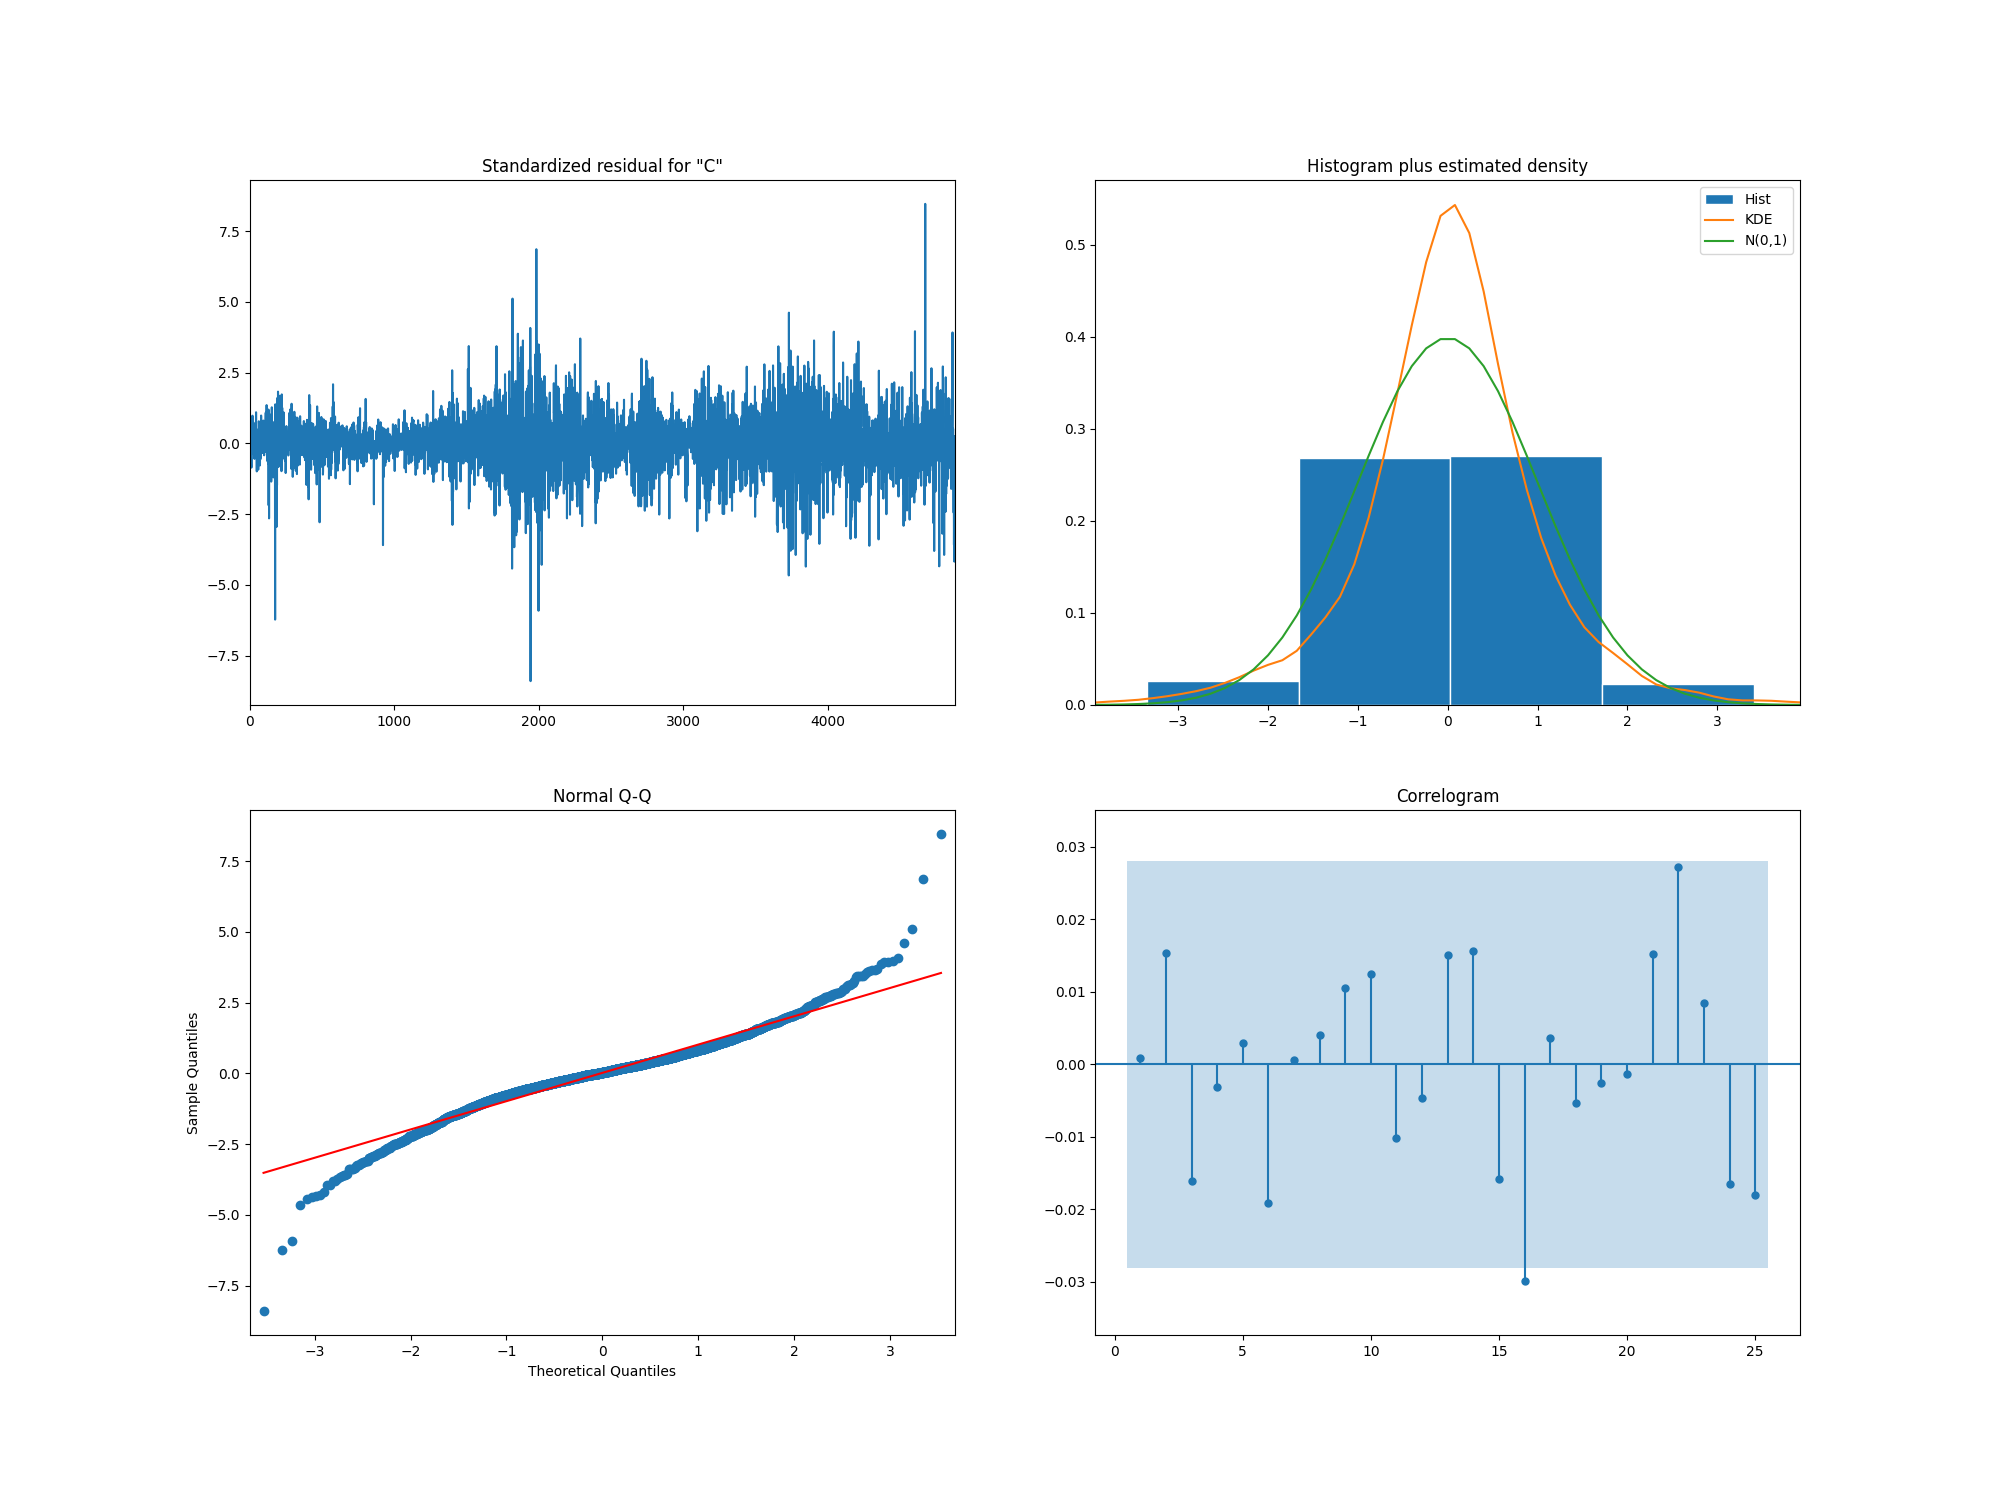 Standardized residual for "C"
7.5
5.0
2.5
0.0
−2.5
−5.0
−7.5
0 1000 2000 3000 4000
Histogram plus estimated density
Hist
KDE
N(0,1)
0.5
0.4
0.3
0.2
0.1
0.0
−3 −2 −1 0 1 2 3
Normal Q-Q
Sample Quantiles
7.5
5.0
2.5
0.0
−2.5
−5.0
−7.5
−3 −2 −1 0 1 2 3
Theoretical Quantiles
Correlogram
0.03
0.02
0.01
0.00
−0.01
−0.02
−0.03
0 5 10 15 20 25